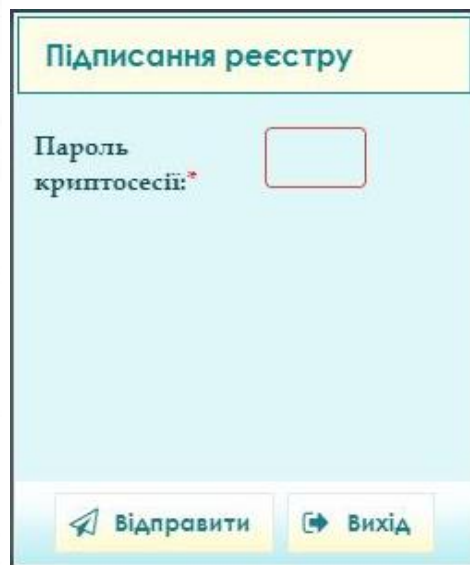 Підписання реєстру
Пароль
криптосесії:*
Відправити
Вихід